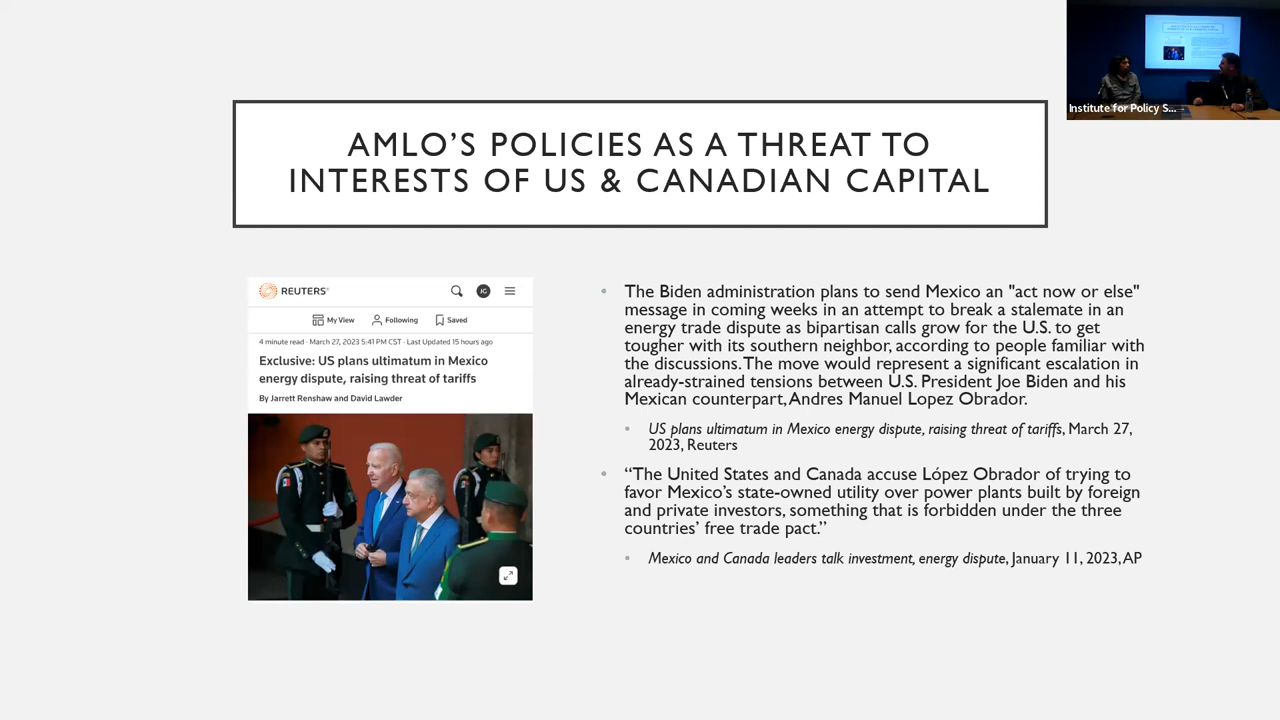 Institute for Policy S...
AMLO'S POLICIES AS A THREAT TO
INTERESTS OF US & CANADIAN CAPITAL
REUTERS
JG
My View
Following
Saved
4 minute read · March 27, 2023 5:41 PM CST · Last Updated 15 hours ago
Exclusive: US plans ultimatum in Mexico
energy dispute, raising threat of tariffs
By Jarrett Renshaw and David Lawder
• The Biden administration plans to send Mexico an "act now or else"
message in coming weeks in an attempt to break a stalemate in an
energy trade dispute as bipartisan calls grow for the U.S. to get
tougher with its southern neighbor, according to people familiar with
the discussions. The move would represent a significant escalation in
already-strained tensions between U.S. President Joe Biden and his
Mexican counterpart, Andres Manuel Lopez Obrador.
• US plans ultimatum in Mexico energy dispute, raising threat of tariffs, March 27,
2023, Reuters
• “The United States and Canada accuse López Obrador of trying to
favor Mexico’s state-owned utility over power plants built by foreign
and private investors, something that is forbidden under the three
countries’ free trade pact.”
• Mexico and Canada leaders talk investment, energy dispute, January 11, 2023, AP